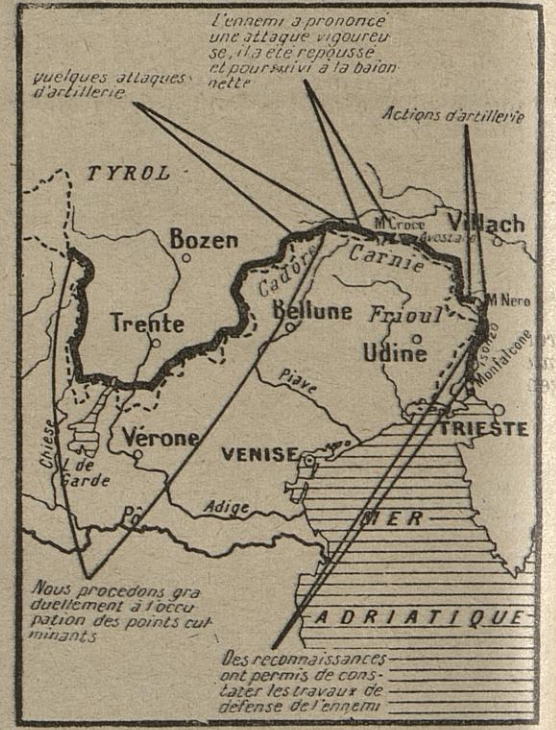 L'ennemi a prononcé
une attaque vigoureu
se, il a été repoussé
et poursuivi à la baïon
nette
quelques attaques
d'artillerie
Actions d'artillerie
TYROL
M Croce
Villach
Bozen
Cadore
Carnie
Bellune
Frioul
M Nero
Trente
Udine
Isonzo
Monfalcone
Piave
Chiese
Vérone
VENISE
TRIESTE
L de
Garde
Adige
Pô
MER
ADRIATIQUE
Nous procedons gra
duellement à l'occu
pation des points cul
minants
Des reconnaissances
ont permis de cons-
tater les travaux de
défense de l'ennemi